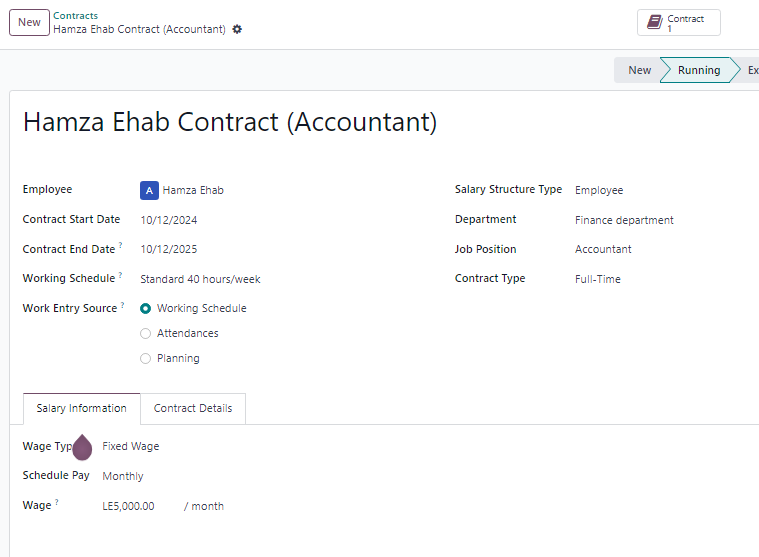 New
Contracts
Hamza Ehab Contract (Accountant)
Contract
1
New
Running
Ex
Hamza Ehab Contract (Accountant)
Employee A Hamza Ehab
Salary Structure Type Employee
Contract Start Date 10/12/2024
Department Finance department
Contract End Date ? 10/12/2025
Job Position Accountant
Working Schedule ? Standard 40 hours/week
Contract Type Full-Time
Work Entry Source ? Working Schedule
Attendances
Planning
Salary Information
Contract Details
Wage Typ Fixed Wage
Schedule Pay Monthly
Wage ? LE5,000.00 / month